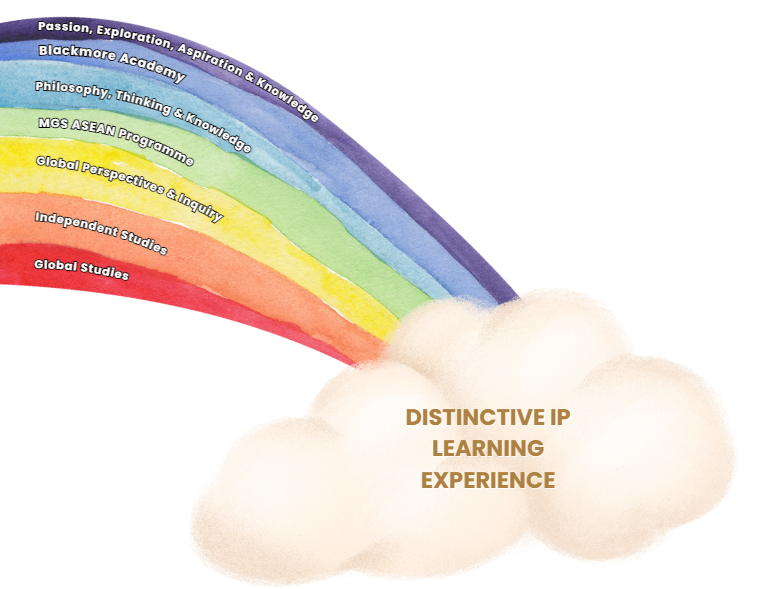 Passion, Exploration, Aspiration & Knowledge
Blackmore Academy
Philosophy, Thinking & Knowledge
MGS ASEAN Programme
Global Perspectives & Inquiry
Independent Studies
Global Studies
DISTINCTIVE IP
LEARNING
EXPERIENCE